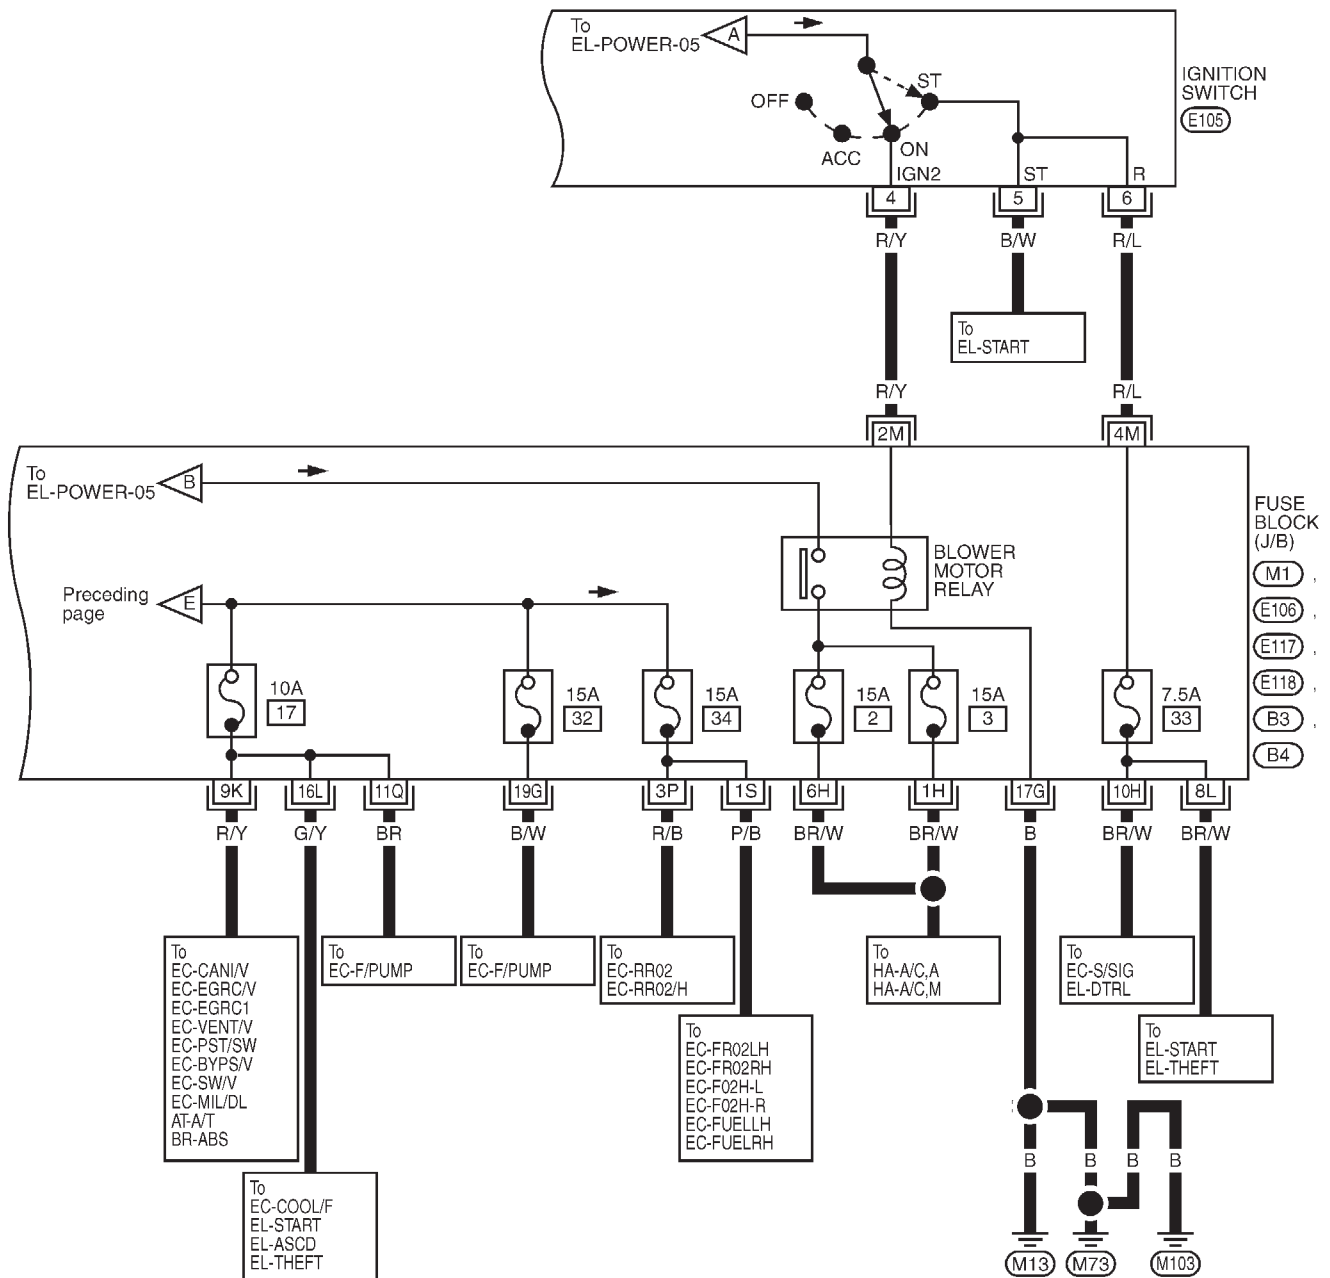 To
EL-POWER-05
A
ST
OFF
ACC
ON
IGN2
ST
R
IGNITION
SWITCH
E105
4
5
6
R/Y
B/W
R/L
To
EL-START
R/Y
R/L
2M
4M
To
EL-POWER-05
B
BLOWER
MOTOR
RELAY
FUSE
BLOCK
(J/B)
M1 ,
E106 ,
E117 ,
E118 ,
B3 ,
B4
Preceding
page
E
10A
17
15A
32
15A
34
15A
2
15A
3
7.5A
33
9K
16L
11Q
19G
3P
1S
6H
1H
17G
10H
8L
R/Y
G/Y
BR
B/W
R/B
P/B
BR/W
BR/W
B
BR/W
BR/W
To
EC-CANI/V
EC-EGRC/V
EC-EGRC1
EC-VENT/V
EC-PST/SW
EC-BYPS/V
EC-SW/V
EC-MIL/DL
AT-A/T
BR-ABS
To
EC-F/PUMP
To
EC-F/PUMP
To
EC-RR02
EC-RR02/H
To
HA-A/C,A
HA-A/C,M
To
EC-S/SIG
EL-DTRL
To
EC-FR02LH
EC-FR02RH
EC-F02H-L
EC-F02H-R
EC-FUELLH
EC-FUELRH
To
EL-START
EL-THEFT
To
EC-COOL/F
EL-START
EL-ASCD
EL-THEFT
B
B
B
B
M13
M73
M103